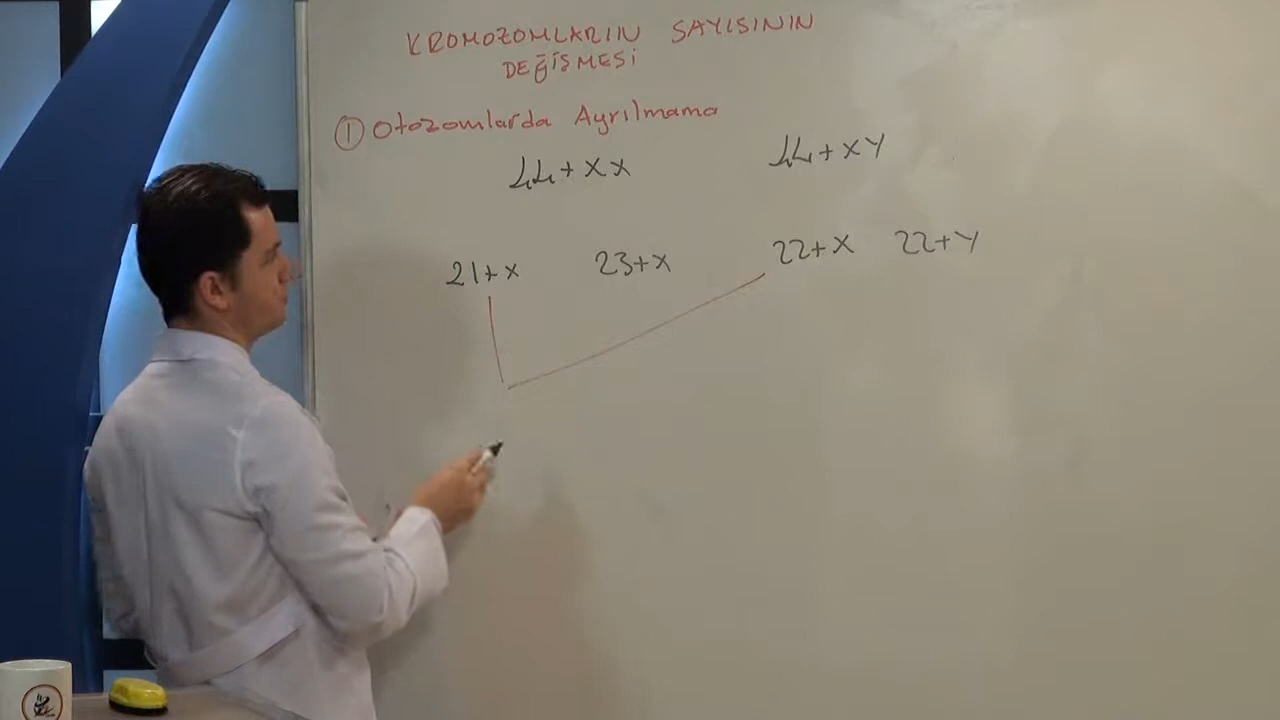 KROMOZOMLARIN SAYISININ
DEĞİŞMESİ
① Otozomlarda Ayrılmama
44+XX 44+XY
21+X 23+X 22+X 22+Y